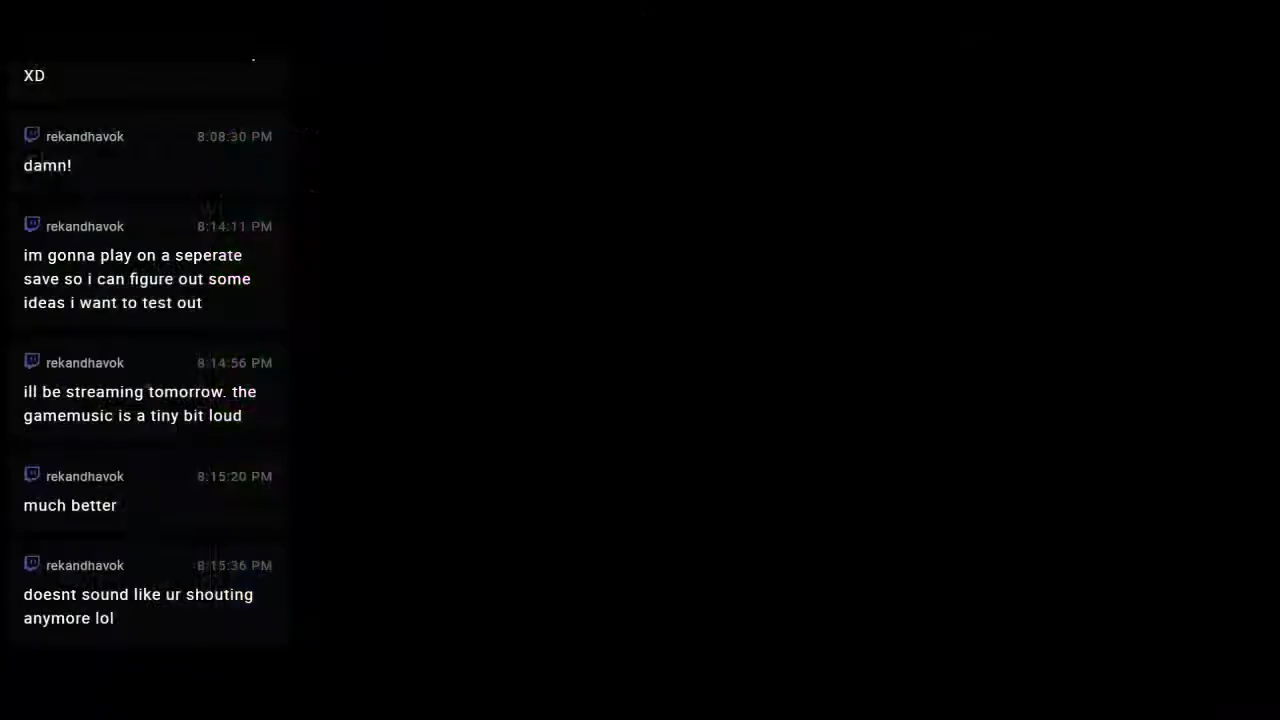 XD
rekandhavok 8:08:30 PM
damn!
rekandhavok 8:14:11 PM
im gonna play on a seperate
save so i can figure out some
ideas i want to test out
rekandhavok 8:14:56 PM
ill be streaming tomorrow. the
gamemusic is a tiny bit loud
rekandhavok 8:15:20 PM
much better
rekandhavok 8:15:36 PM
doesnt sound like ur shouting
anymore lol